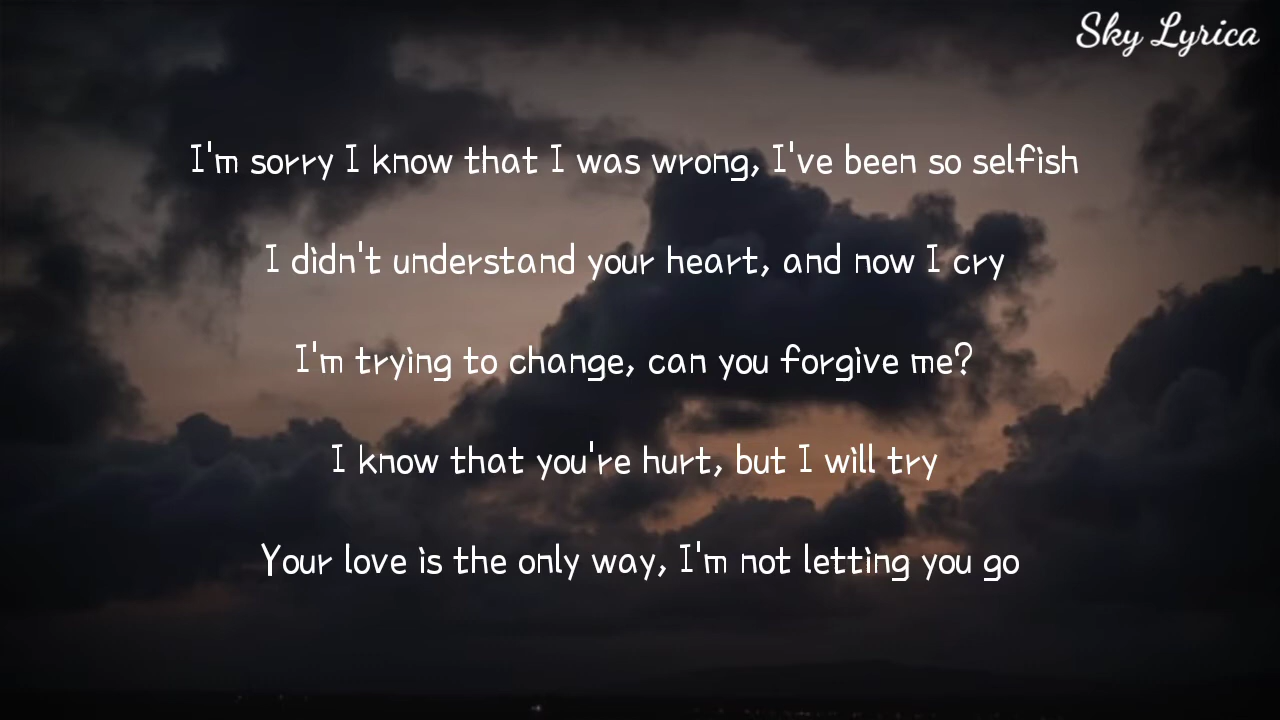 Sky Lyrica
I'm sorry I know that I was wrong, I've been so selfish
I didn't understand your heart, and now I cry
I'm trying to change, can you forgive me?
I know that you're hurt, but I will try
Your love is the only way, I'm not letting you go